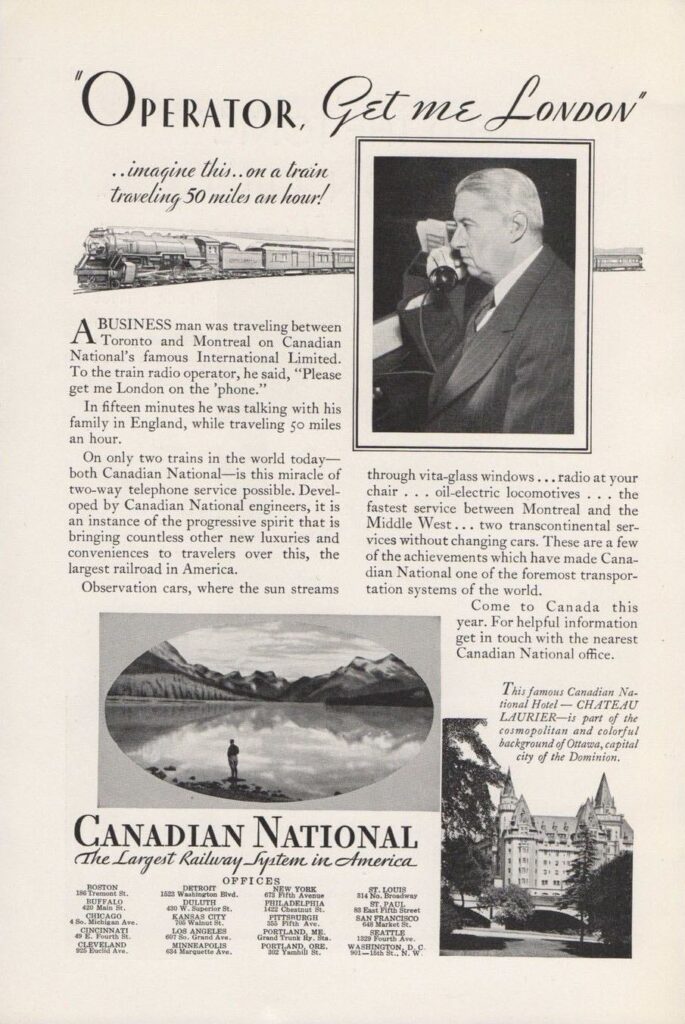 "OPERATOR, Get me LONDON"
..imagine this..on a train
traveling 50 miles an hour!
A BUSINESS man was traveling between
Toronto and Montreal on Canadian
National's famous International Limited.
To the train radio operator, he said, "Please
get me London on the 'phone."
In fifteen minutes he was talking with his
family in England, while traveling 50 miles
an hour.
On only two trains in the world today—
both Canadian National—is this miracle of
two-way telephone service possible. Devel-
oped by Canadian National engineers, it is
an instance of the progressive spirit that is
bringing countless other new luxuries and
conveniences to travelers over this, the
largest railroad in America.
Observation cars, where the sun streams
through vita-glass windows . . . radio at your
chair . . . oil-electric locomotives . . . the
fastest service between Montreal and the
Middle West . . . two transcontinental ser-
vices without changing cars. These are a few
of the achievements which have made Cana-
dian National one of the foremost transpor-
tation systems of the world.
Come to Canada this
year. For helpful information
get in touch with the nearest
Canadian National office.
This famous Canadian Na-
tional Hotel — CHATEAU
LAURIER—is part of the
cosmopolitan and colorful
background of Ottawa, capital
city of the Dominion.
CANADIAN NATIONAL
The Largest Railway System in America
OFFICES
BOSTON
186 Tremont St.
BUFFALO
420 Main St.
CHICAGO
4 So. Michigan Ave.
CINCINNATI
49 E. Fourth St.
CLEVELAND
925 Euclid Ave.
DETROIT
1523 Washington Blvd.
DULUTH
430 W. Superior St.
KANSAS CITY
705 Walnut St.
LOS ANGELES
607 So. Grand Ave.
MINNEAPOLIS
634 Marquette Ave.
NEW YORK
673 Fifth Avenue
PHILADELPHIA
1422 Chestnut St.
PITTSBURGH
355 Fifth Ave.
PORTLAND, ME.
Grand Trunk Ry. Sta.
PORTLAND, ORE.
302 Yamhill St.
ST. LOUIS
314 No. Broadway
ST. PAUL
83 East Fifth Street
SAN FRANCISCO
648 Market St.
SEATTLE
1329 Fourth Ave.
WASHINGTON, D. C.
901—15th St., N. W.